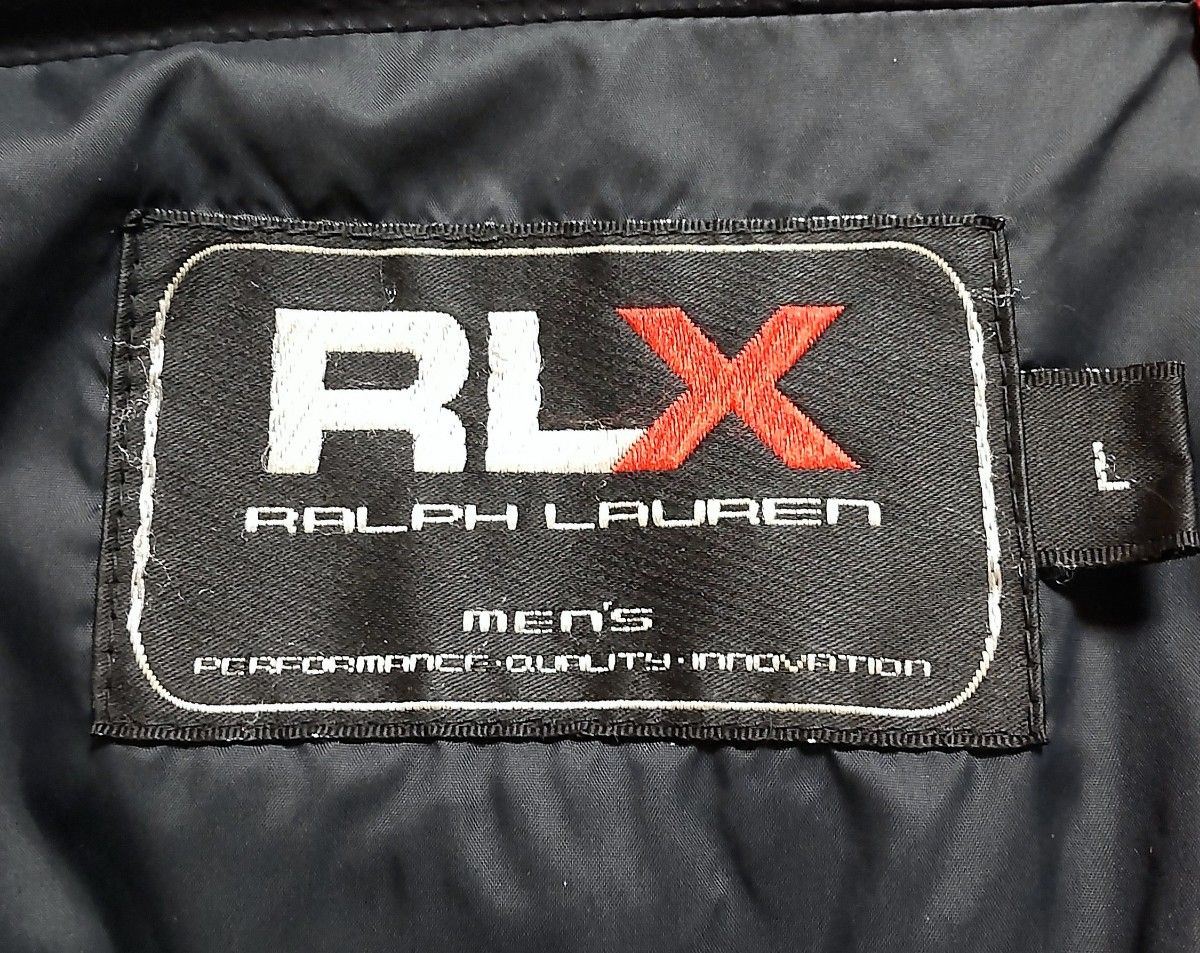 RLX
RALPH LAUREN
MEN'S
PERFORMANCE·QUALITY·INNOVATION
L